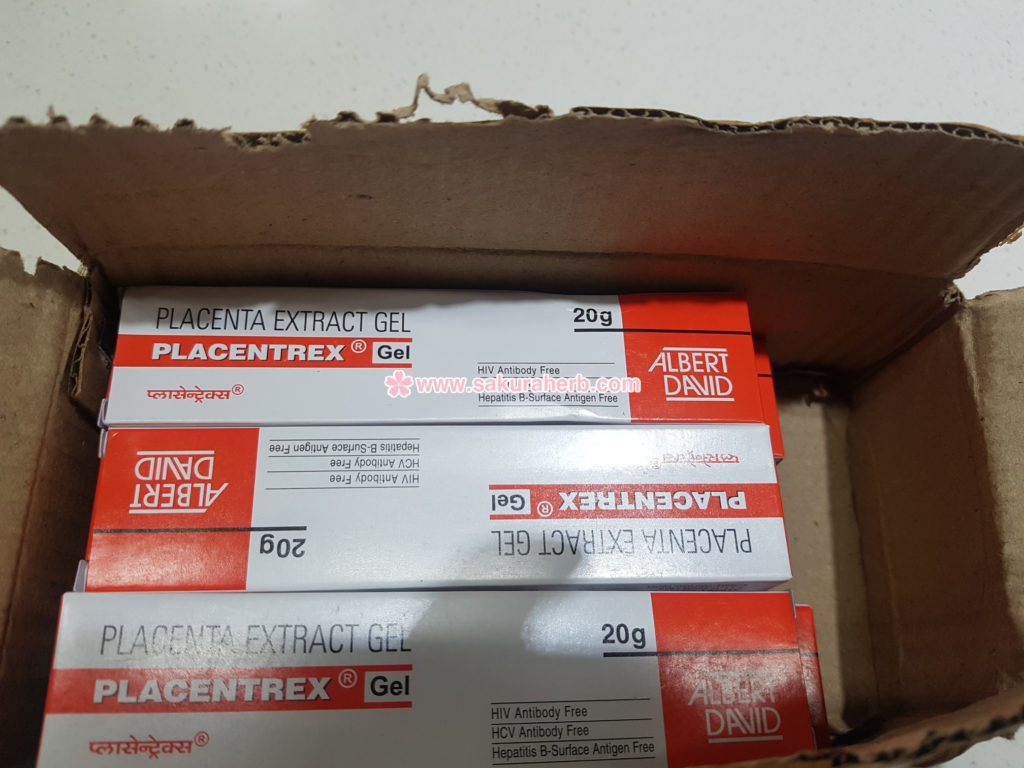 PLACENTA EXTRACT GEL
20g
PLACENTREX® Gel
प्लासेन्ट्रेक्स®
HIV Antibody Free
Hepatitis B-Surface Antigen Free
ALBERT
DAVID
www.sakuraherb.com
PLACENTA EXTRACT GEL
20g
PLACENTREX® Gel
प्लासेन्ट्रेक्स®
HIV Antibody Free
HCV Antibody Free
Hepatitis B-Surface Antigen Free
ALBERT
DAVID
PLACENTA EXTRACT GEL
20g
PLACENTREX® Gel
प्लासेन्ट्रेक्स®
HIV Antibody Free
HCV Antibody Free
Hepatitis B-Surface Antigen Free
ALBERT
DAVID